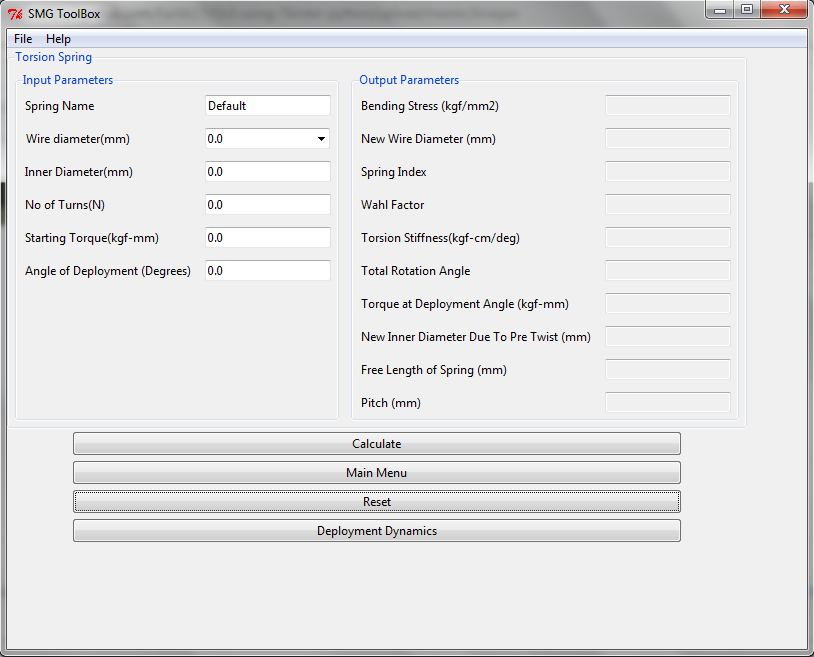 SMG ToolBox
File Help
Torsion Spring
Input Parameters
Spring Name Default
Wire diameter(mm) 0.0
Inner Diameter(mm) 0.0
No of Turns(N) 0.0
Starting Torque(kgf-mm) 0.0
Angle of Deployment (Degrees) 0.0
Output Parameters
Bending Stress (kgf/mm2)
New Wire Diameter (mm)
Spring Index
Wahl Factor
Torsion Stiffness(kgf-cm/deg)
Total Rotation Angle
Torque at Deployment Angle (kgf-mm)
New Inner Diameter Due To Pre Twist (mm)
Free Length of Spring (mm)
Pitch (mm)
Calculate
Main Menu
Reset
Deployment Dynamics